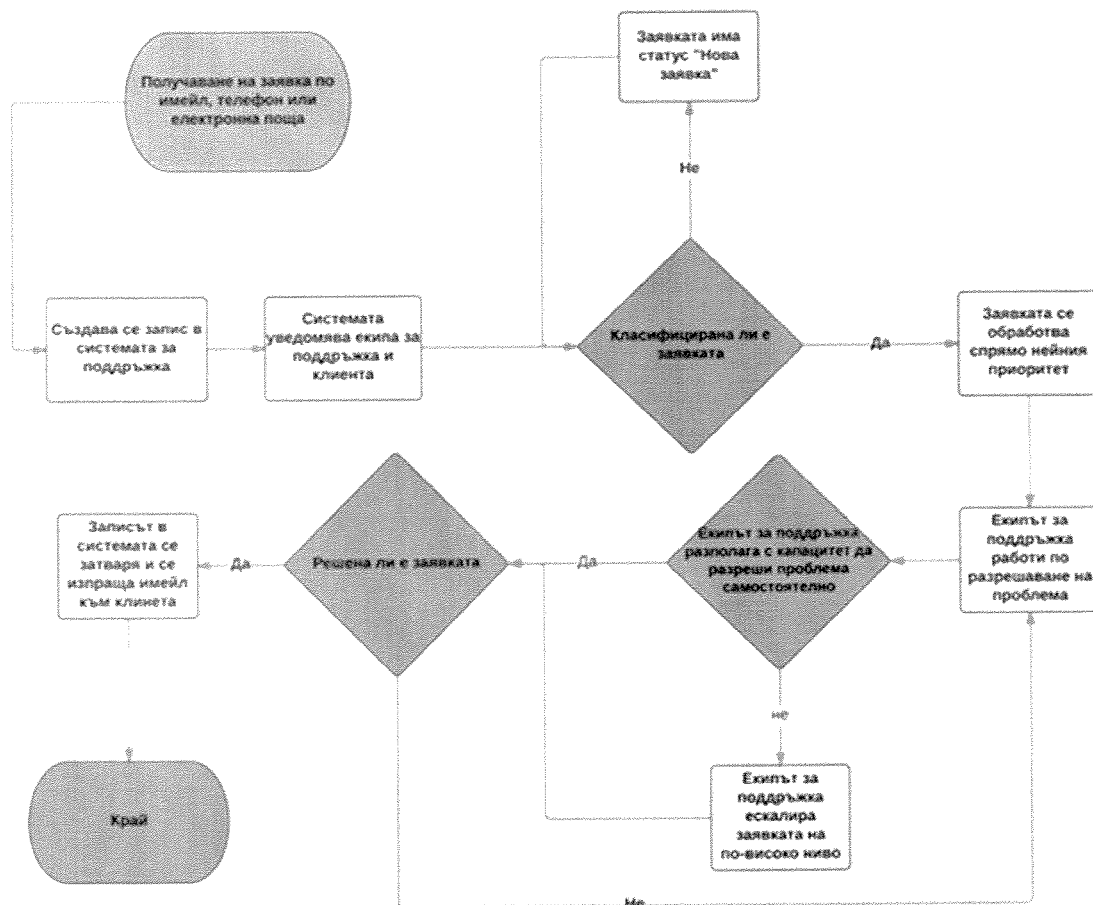 Получаване на заявка по
имейл, телефон или
електронна поща
Заявката има
статус "Нова
заявка"
Не
Създава се запис в
системата за
поддръжка
Системата
уведомява екипа за
поддръжка и
клиента
Класифицирана ли е
заявката
Да
Заявката се
обработва
спрямо нейния
приоритет
Записът в
системата се
затваря и се
изпраща имейл
към клинета
Да
Решена ли е заявката
Да
Екипът за поддръжка
разполага с капацитет да
разреши проблема
самостоятелно
Екипът за
поддръжка
работи по
разрешаване на
проблема
не
Край
Екипът за
поддръжка
ескалира
заявката на
по-високо ниво
Не